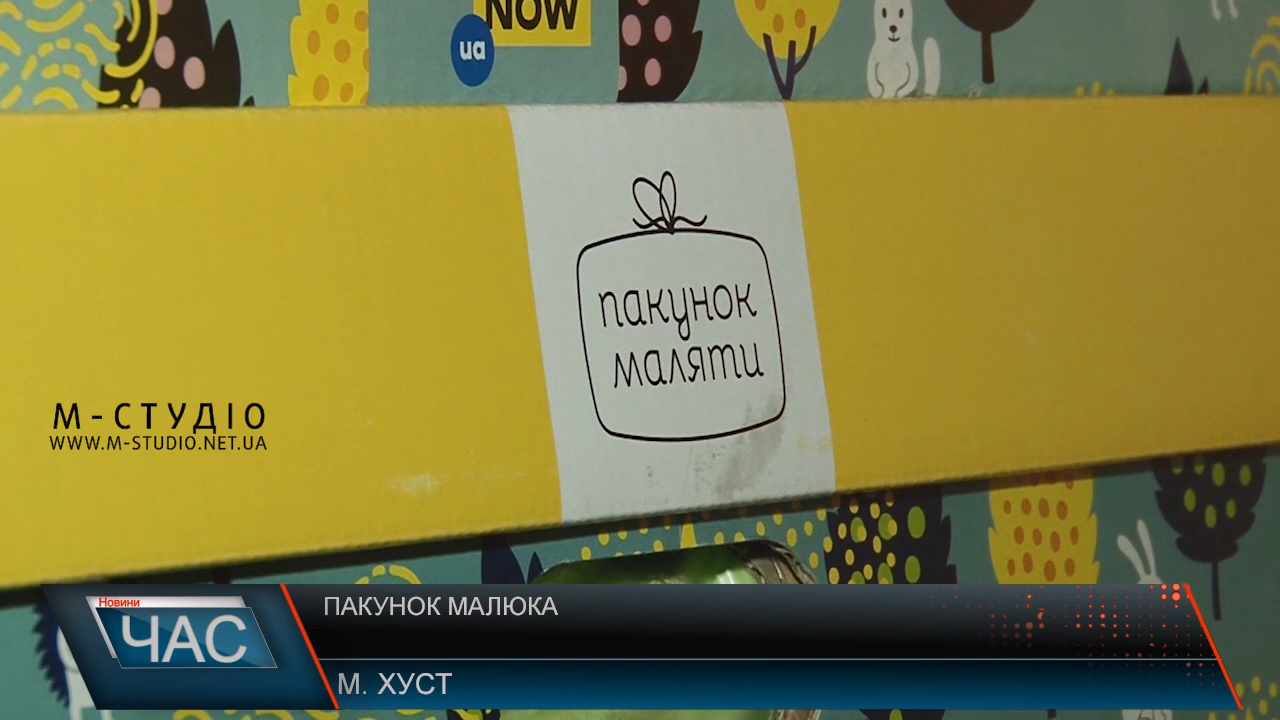 NOW
ua
пакунок
маляти
М-СТУДІО
WWW.M-STUDIO.NET.UA
Новини
ЧАС
ПАКУНОК МАЛЮКА
М. ХУСТ